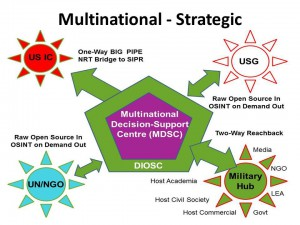 Multinational - Strategic
US IC
One-Way BIG PIPE
NRT Bridge to SIPR
USG
Raw Open Source In
OSINT on Demand Out
Multinational
Decision-Support
Centre (MDSC)
DIOSC
Raw Open Source In
OSINT on Demand Out
Two-Way Reachback
Media
NGO
LEA
Govt
Host Commercial
Host Civil Society
Host Academia
Military
Hub
UN/NGO